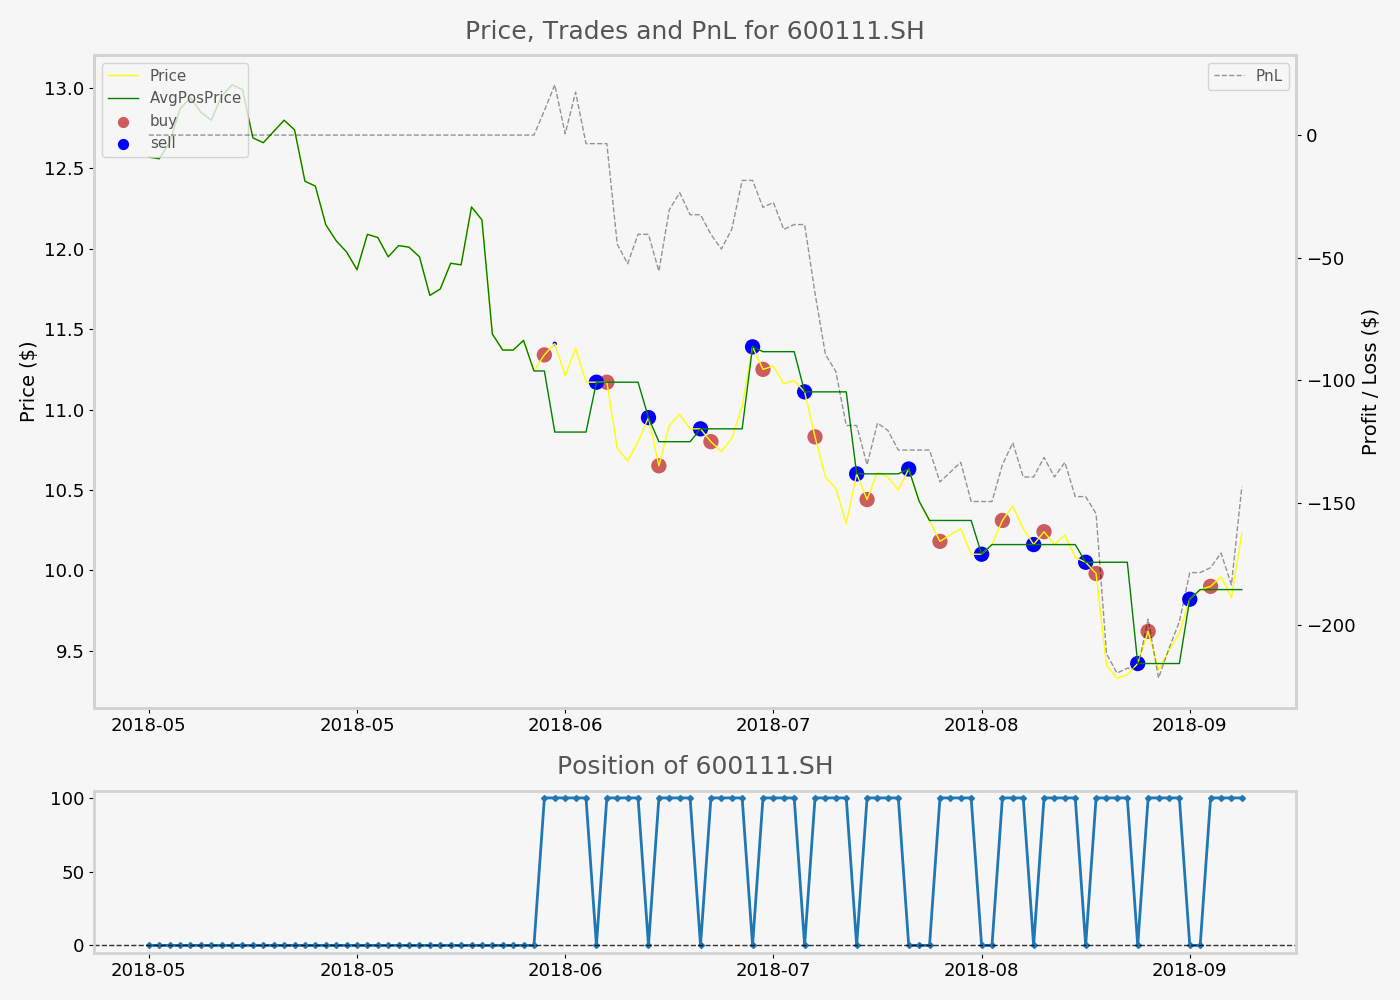 Price, Trades and PnL for 600111.SH
Price
AvgPosPrice
buy
sell
PnL
13.0
12.5
12.0
11.5
11.0
10.5
10.0
9.5
Price ($)
0
−50
−100
−150
−200
Profit / Loss ($)
2018-05 2018-05 2018-06 2018-07 2018-08 2018-09
Position of 600111.SH
100
50
0
2018-05 2018-05 2018-06 2018-07 2018-08 2018-09